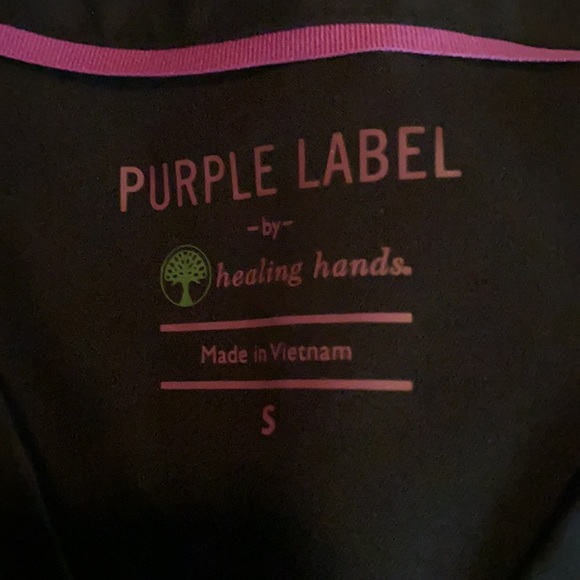 PURPLE LABEL
-by-
healing hands.
Made in Vietnam
S